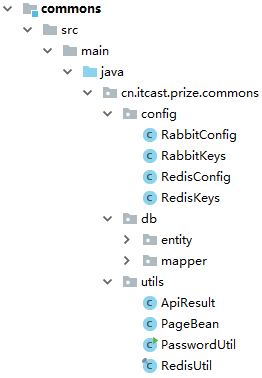 commons
src
main
java
cn.itcast.prize.commons
config
RabbitConfig
RabbitKeys
RedisConfig
RedisKeys
db
entity
mapper
utils
ApiResult
PageBean
PasswordUtil
RedisUtil